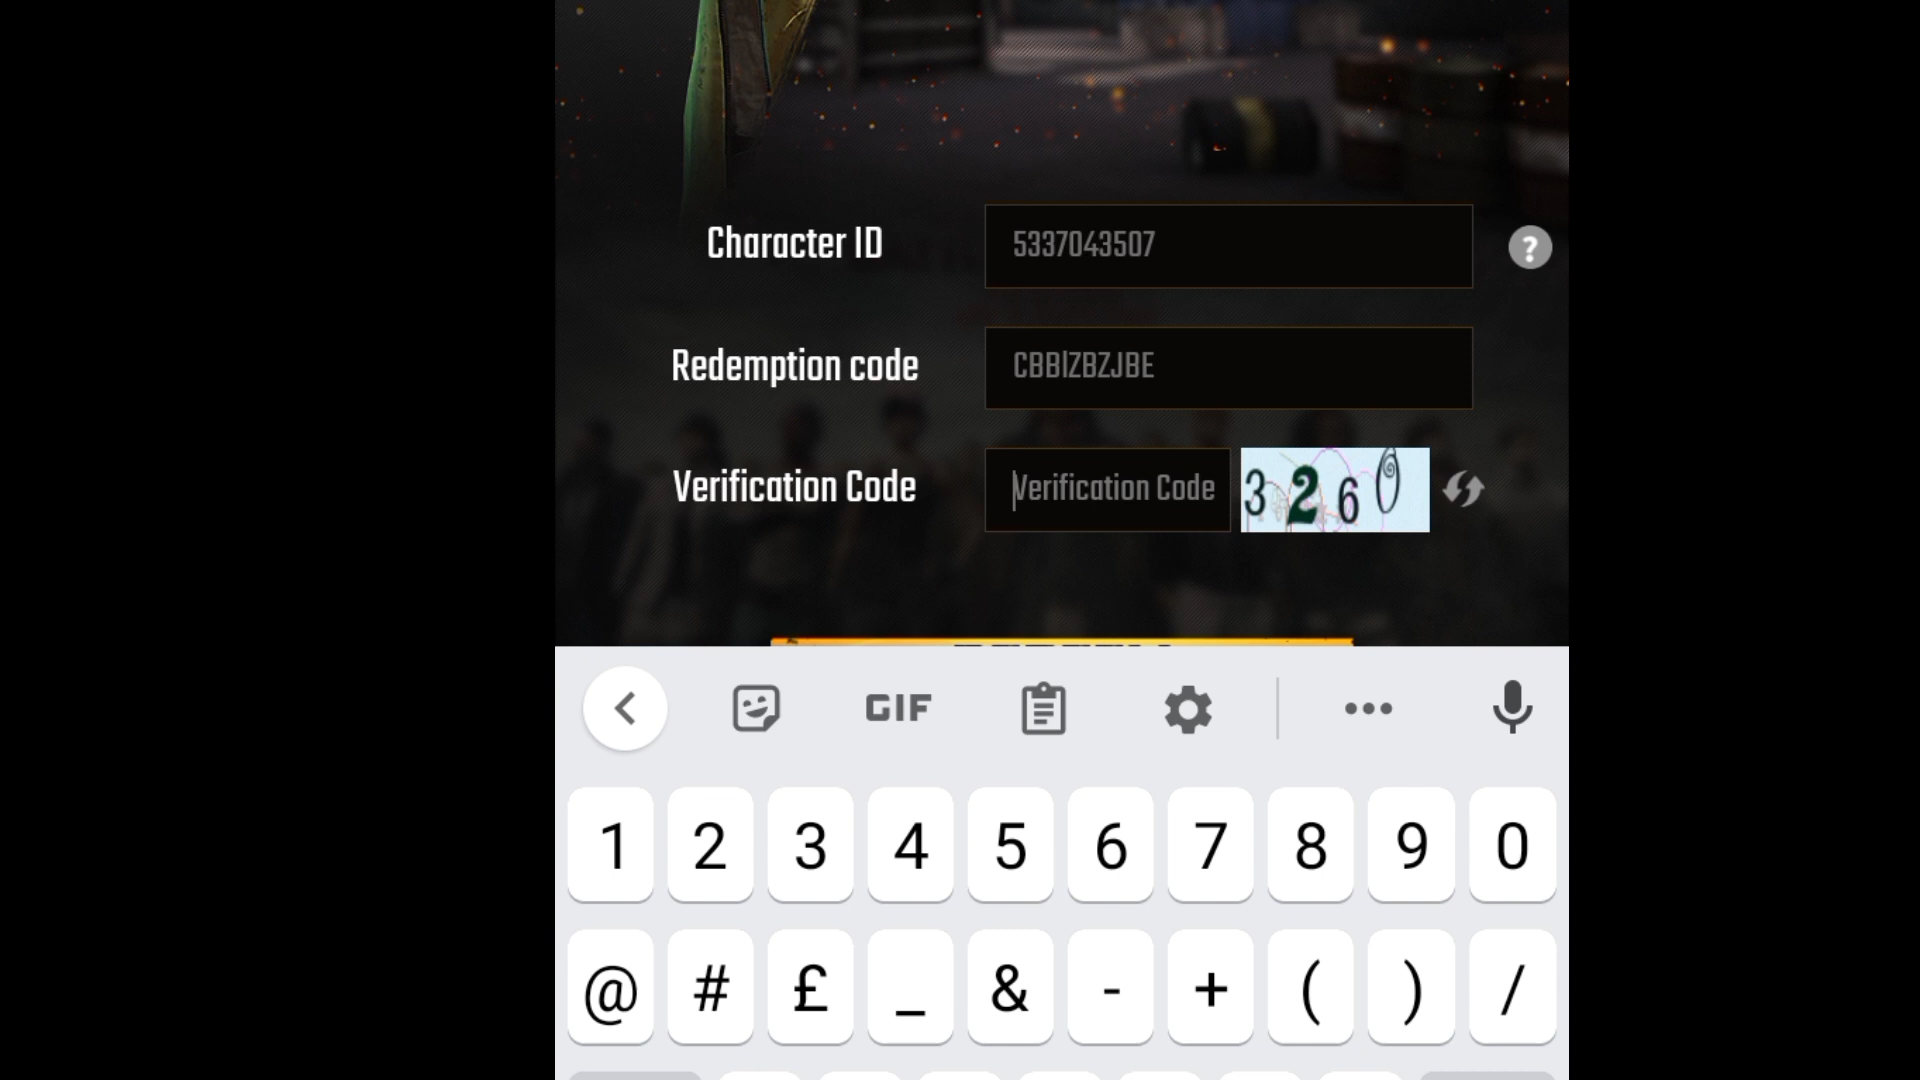 Character ID
5337043507
?
Redemption code
CBBIZBZJBE
Verification Code
Verification Code
3260
GIF
1 2 3 4 5 6 7 8 9 0
@ # £ _ & - + ( ) /